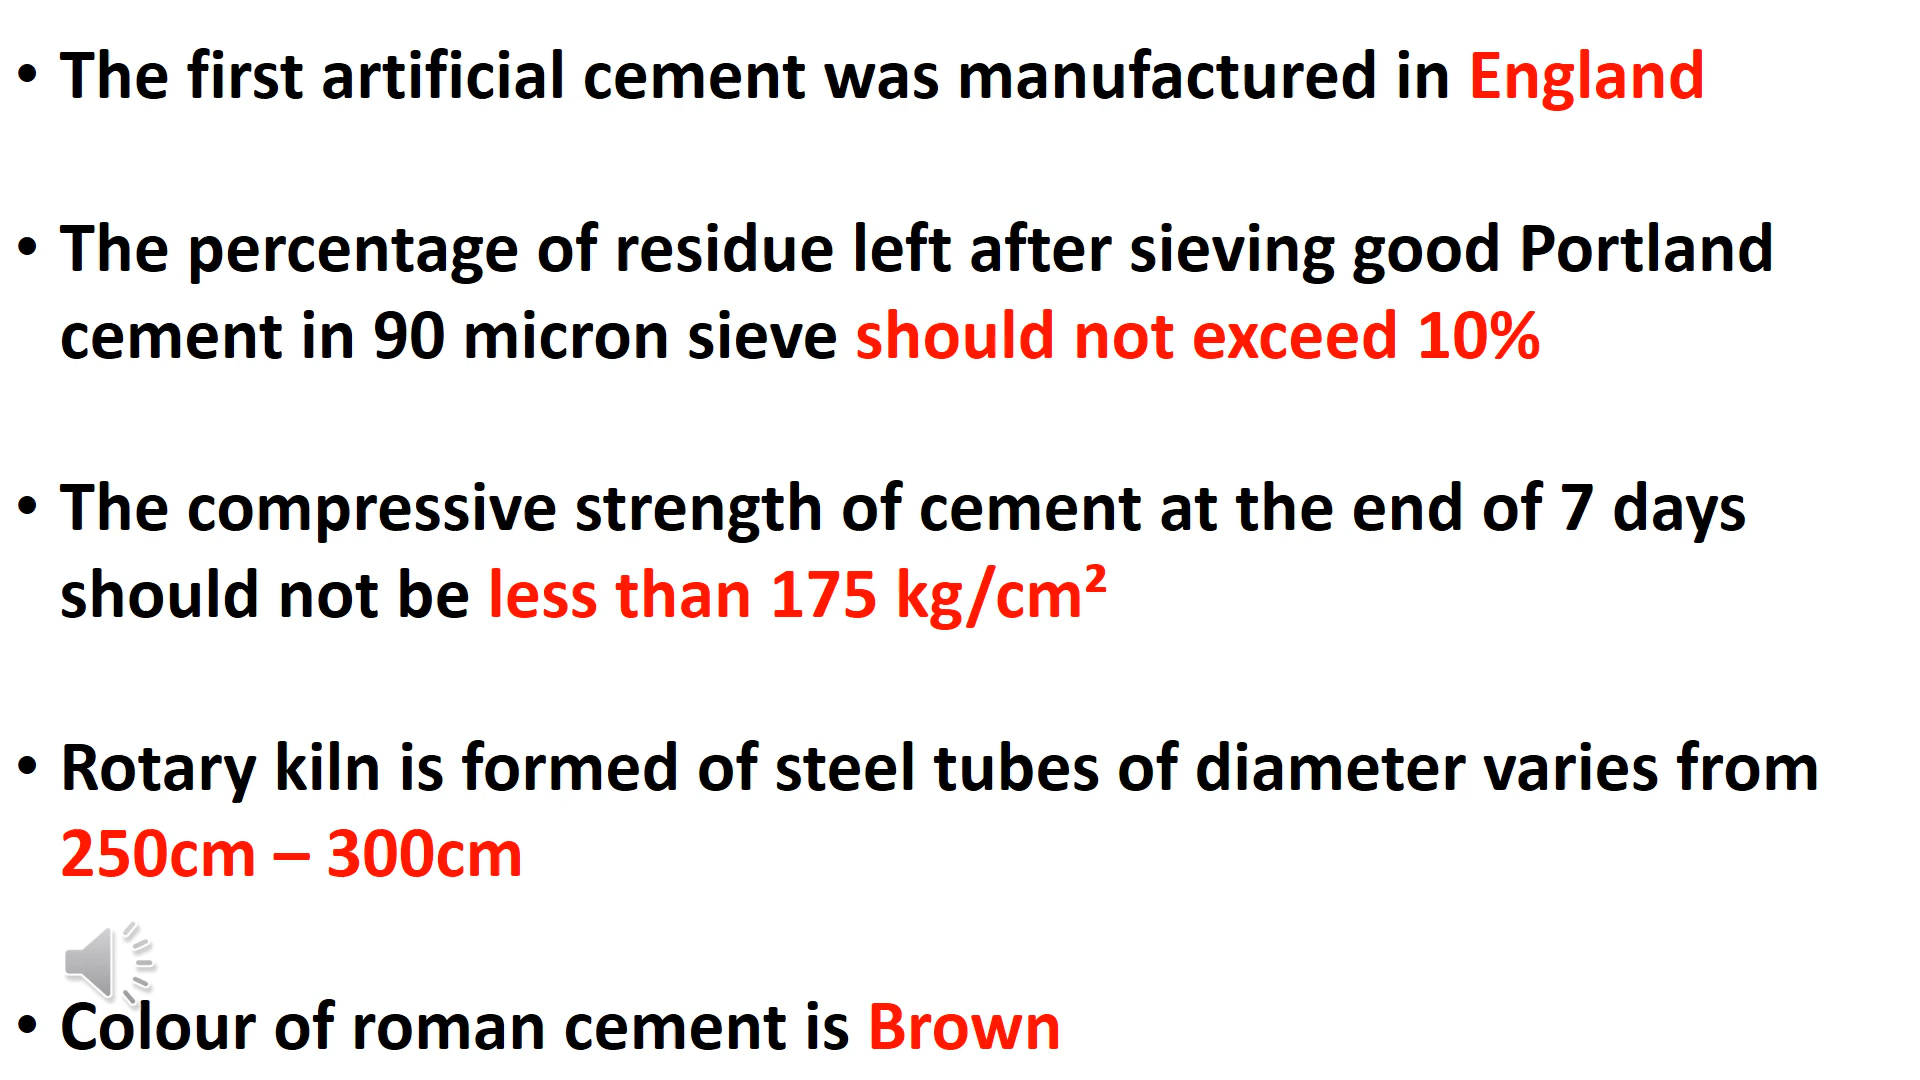 • The first artificial cement was manufactured in England
• The percentage of residue left after sieving good Portland
cement in 90 micron sieve should not exceed 10%
• The compressive strength of cement at the end of 7 days
should not be less than 175 kg/cm²
• Rotary kiln is formed of steel tubes of diameter varies from
250cm – 300cm
• Colour of roman cement is Brown